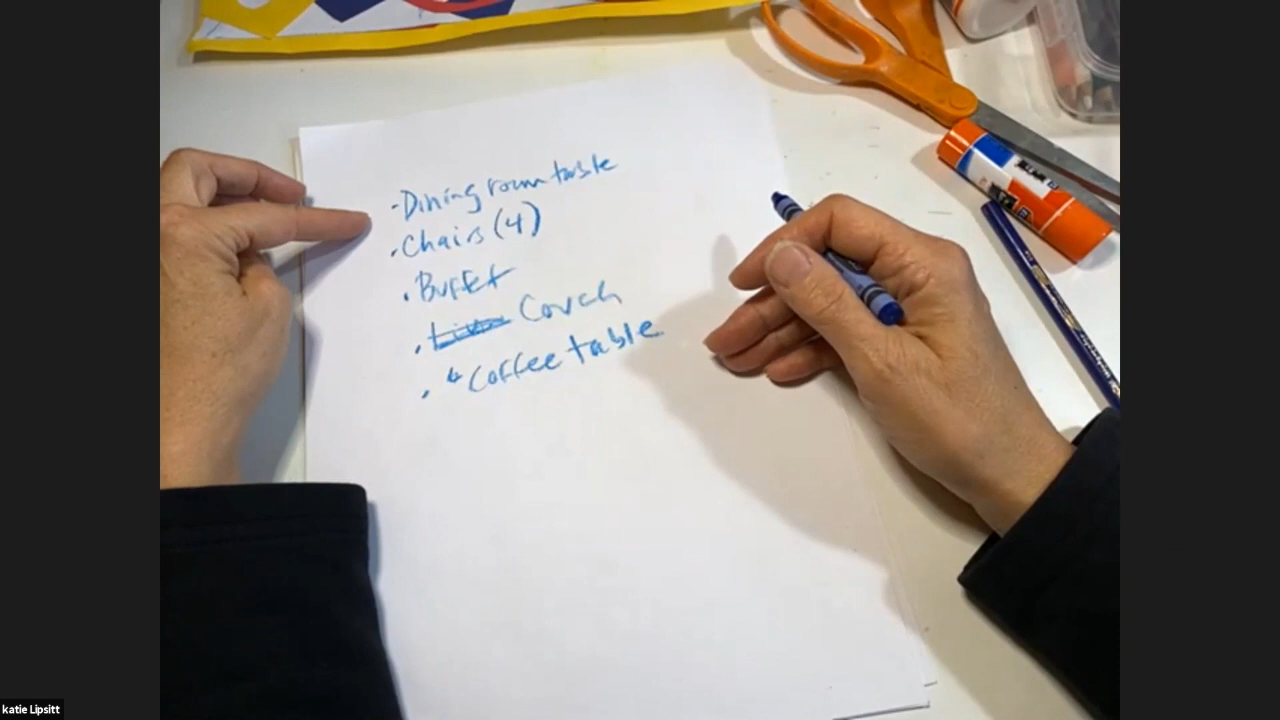 - Dining room table
. Chairs (4)
. Buffet
. Couch
. " Coffee table
katie Lipsitt